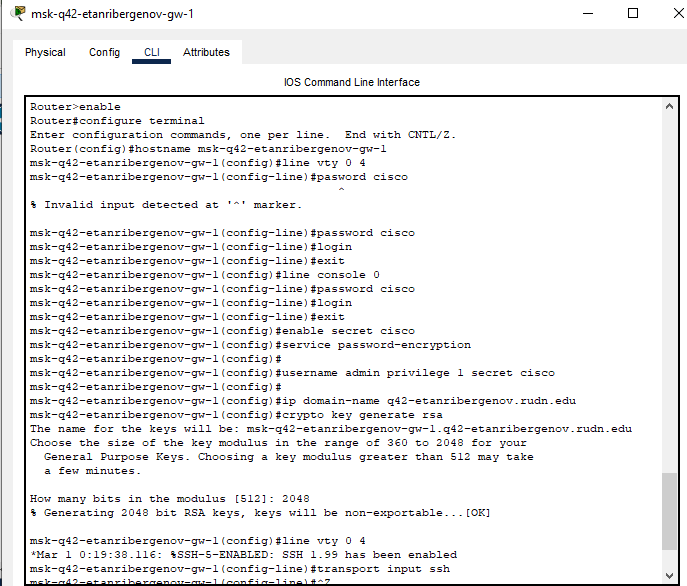 msk-q42-etanribergenov-gw-1
Physical Config CLI Attributes
IOS Command Line Interface
Router>enable
Router#configure terminal
Enter configuration commands, one per line.  End with CNTL/Z.
Router(config)#hostname msk-q42-etanribergenov-gw-1
msk-q42-etanribergenov-gw-1(config)#line vty 0 4
msk-q42-etanribergenov-gw-1(config-line)#pasword cisco
^
% Invalid input detected at '^' marker.
msk-q42-etanribergenov-gw-1(config-line)#password cisco
msk-q42-etanribergenov-gw-1(config-line)#login
msk-q42-etanribergenov-gw-1(config-line)#exit
msk-q42-etanribergenov-gw-1(config)#line console 0
msk-q42-etanribergenov-gw-1(config-line)#password cisco
msk-q42-etanribergenov-gw-1(config-line)#login
msk-q42-etanribergenov-gw-1(config-line)#exit
msk-q42-etanribergenov-gw-1(config)#enable secret cisco
msk-q42-etanribergenov-gw-1(config)#service password-encryption
msk-q42-etanribergenov-gw-1(config)#
msk-q42-etanribergenov-gw-1(config)#username admin privilege 1 secret cisco
msk-q42-etanribergenov-gw-1(config)#
msk-q42-etanribergenov-gw-1(config)#ip domain-name q42-etanribergenov.rudn.edu
msk-q42-etanribergenov-gw-1(config)#crypto key generate rsa
The name for the keys will be: msk-q42-etanribergenov-gw-1.q42-etanribergenov.rudn.edu
Choose the size of the key modulus in the range of 360 to 2048 for your
General Purpose Keys. Choosing a key modulus greater than 512 may take
a few minutes.
How many bits in the modulus [512]: 2048
% Generating 2048 bit RSA keys, keys will be non-exportable...[OK]
msk-q42-etanribergenov-gw-1(config)#line vty 0 4
*Mar 1 0:19:38.116: %SSH-5-ENABLED: SSH 1.99 has been enabled
msk-q42-etanribergenov-gw-1(config-line)#transport input ssh
msk-q42-etanribergenov-gw-1(config-line)#^Z